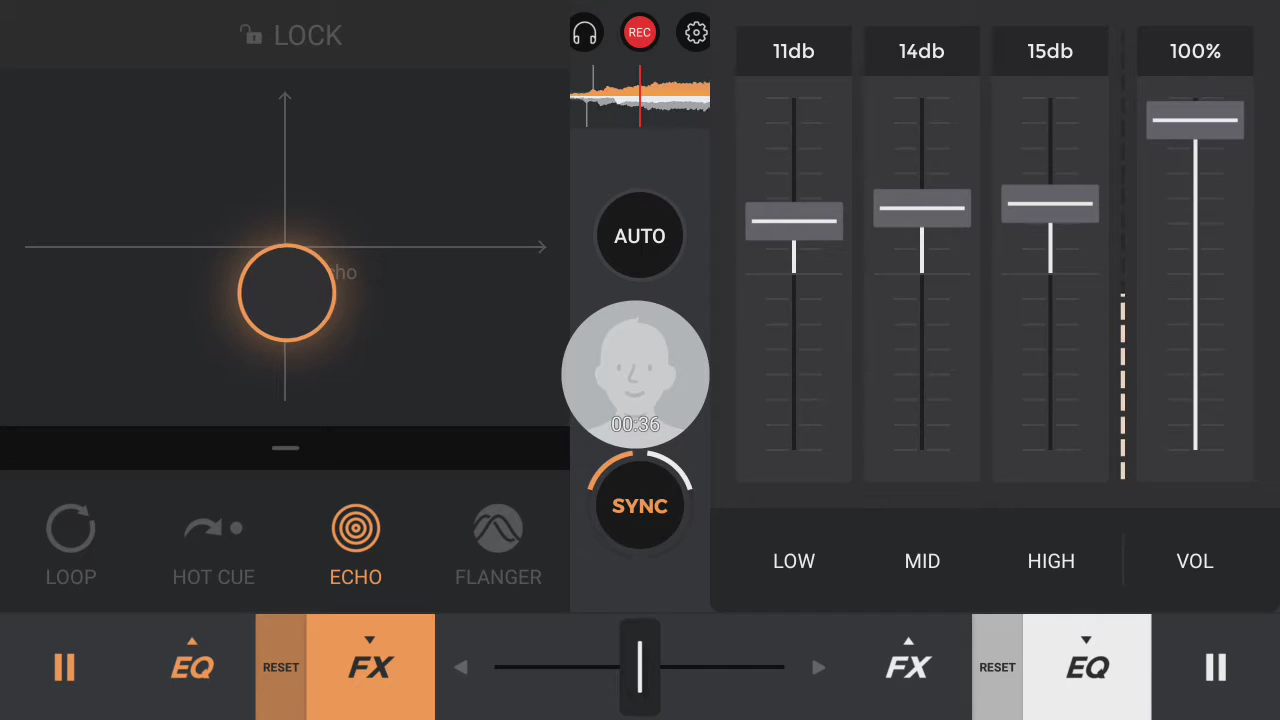 LOCK
REC
11db
14db
15db
100%
AUTO
cho
00:36
SYNC
LOOP
HOT CUE
ECHO
FLANGER
LOW
MID
HIGH
VOL
EQ
RESET
FX
FX
RESET
EQ